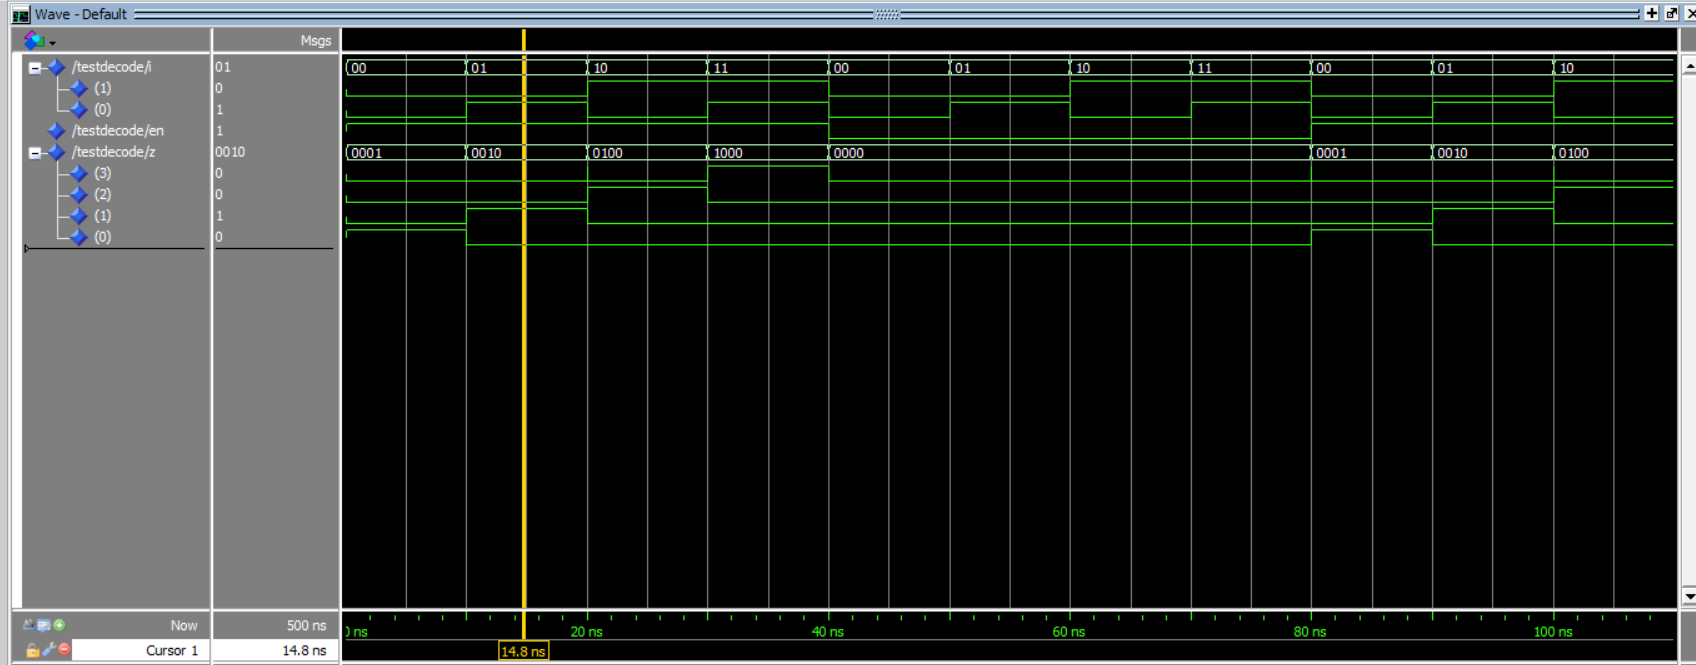 Wave - Default
Msgs
/testdecode/i 01 00 01 10 11 00 01 10 11 00 01 10
(1) 0
(0) 1
/testdecode/en 1
/testdecode/z 0010 0001 0010 0100 1000 0000 0001 0010 0100
(3) 0
(2) 0
(1) 1
(0) 0
Now 500 ns ns 20 ns 40 ns 60 ns 80 ns 100 ns
Cursor 1 14.8 ns 14.8 ns